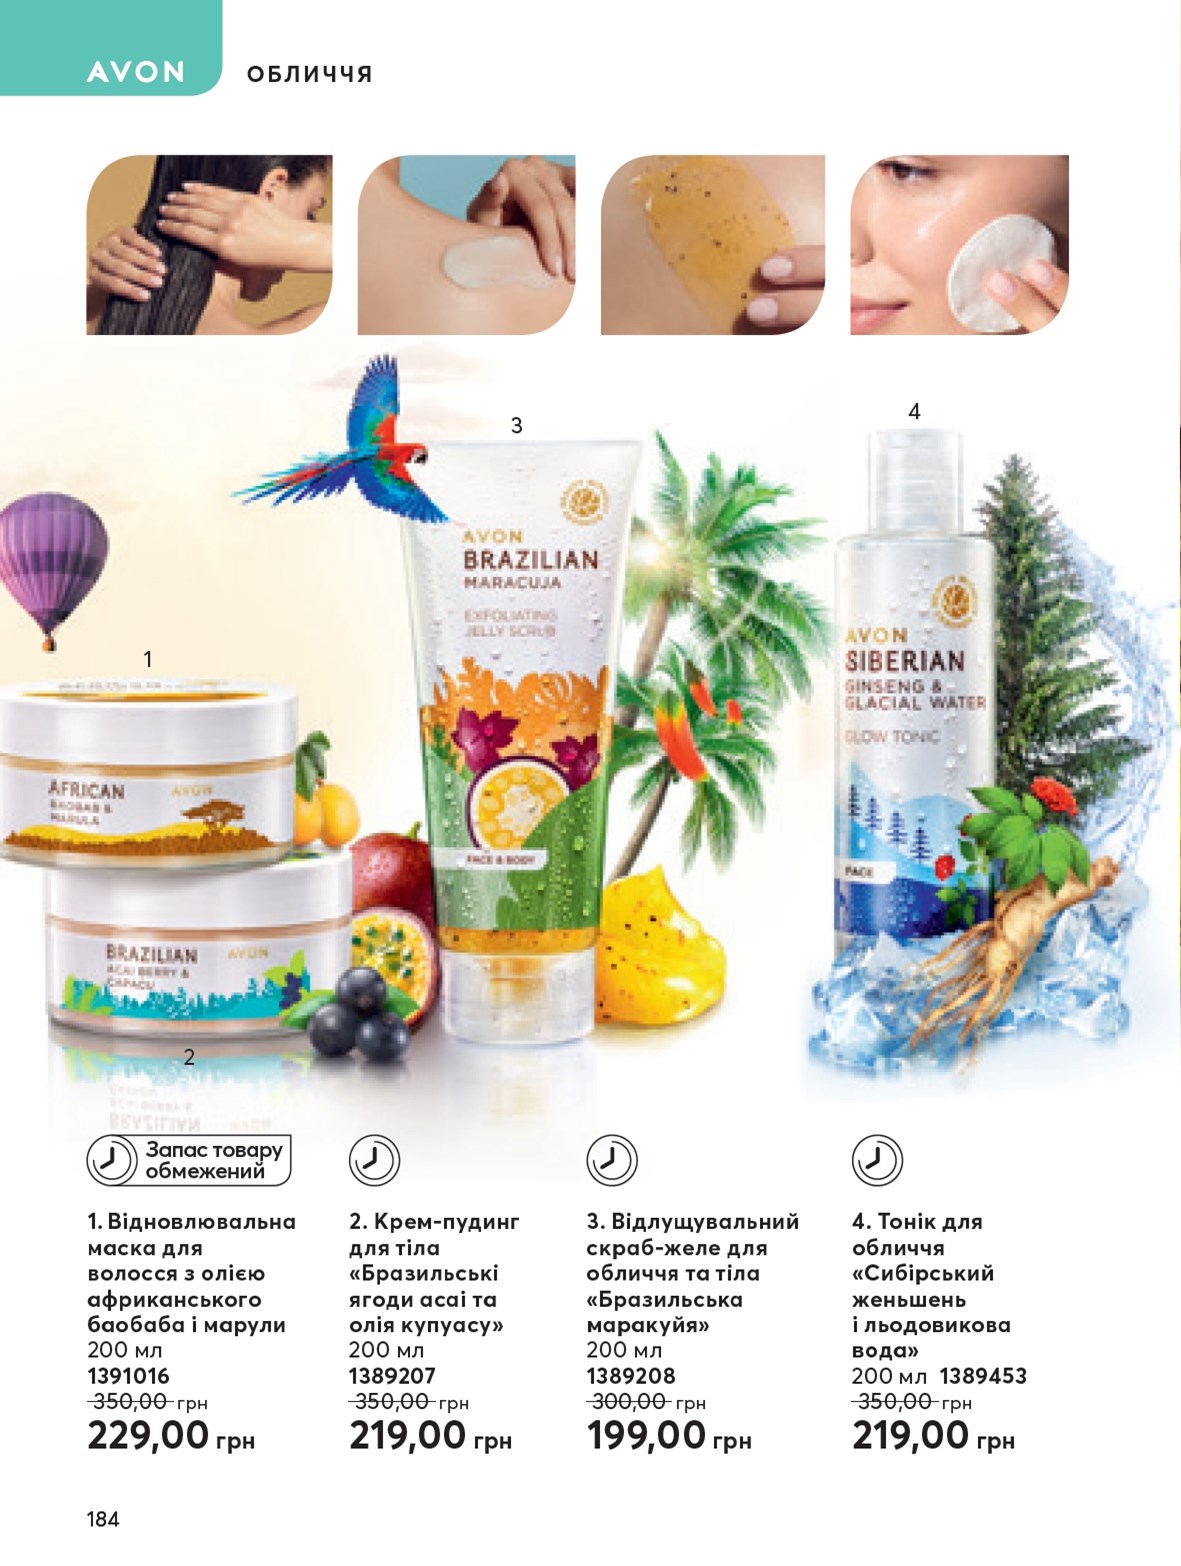 AVON
ОБЛИЧЧЯ
3
4
1
AVON
BRAZILIAN
MARACUJA
EXFOLIATING
JELLY SCRUB
FACE & BODY
AVON
SIBERIAN
GINSENG &
GLACIAL WATER
GLOW TONIC
FACE
AFRICAN AVON
BAOBAB &
MARULA
BRAZILIAN AVON
ACAI BERRY &
CAPACU
2
Запас товару
обмежений
1. Відновлювальна
маска для
волосся з олією
африканського
баобаба і марули
200 мл
1391016
350,00 грн
229,00 грн
2. Крем-пудинг
для тіла
«Бразильські
ягоди асаі та
олія купуасу»
200 мл
1389207
350,00 грн
219,00 грн
3. Відлущувальний
скраб-желе для
обличчя та тіла
«Бразильська
маракуйя»
200 мл
1389208
300,00 грн
199,00 грн
4. Тонік для
обличчя
«Сибірський
женьшень
і льодовикова
вода»
200 мл 1389453
350,00 грн
219,00 грн
184